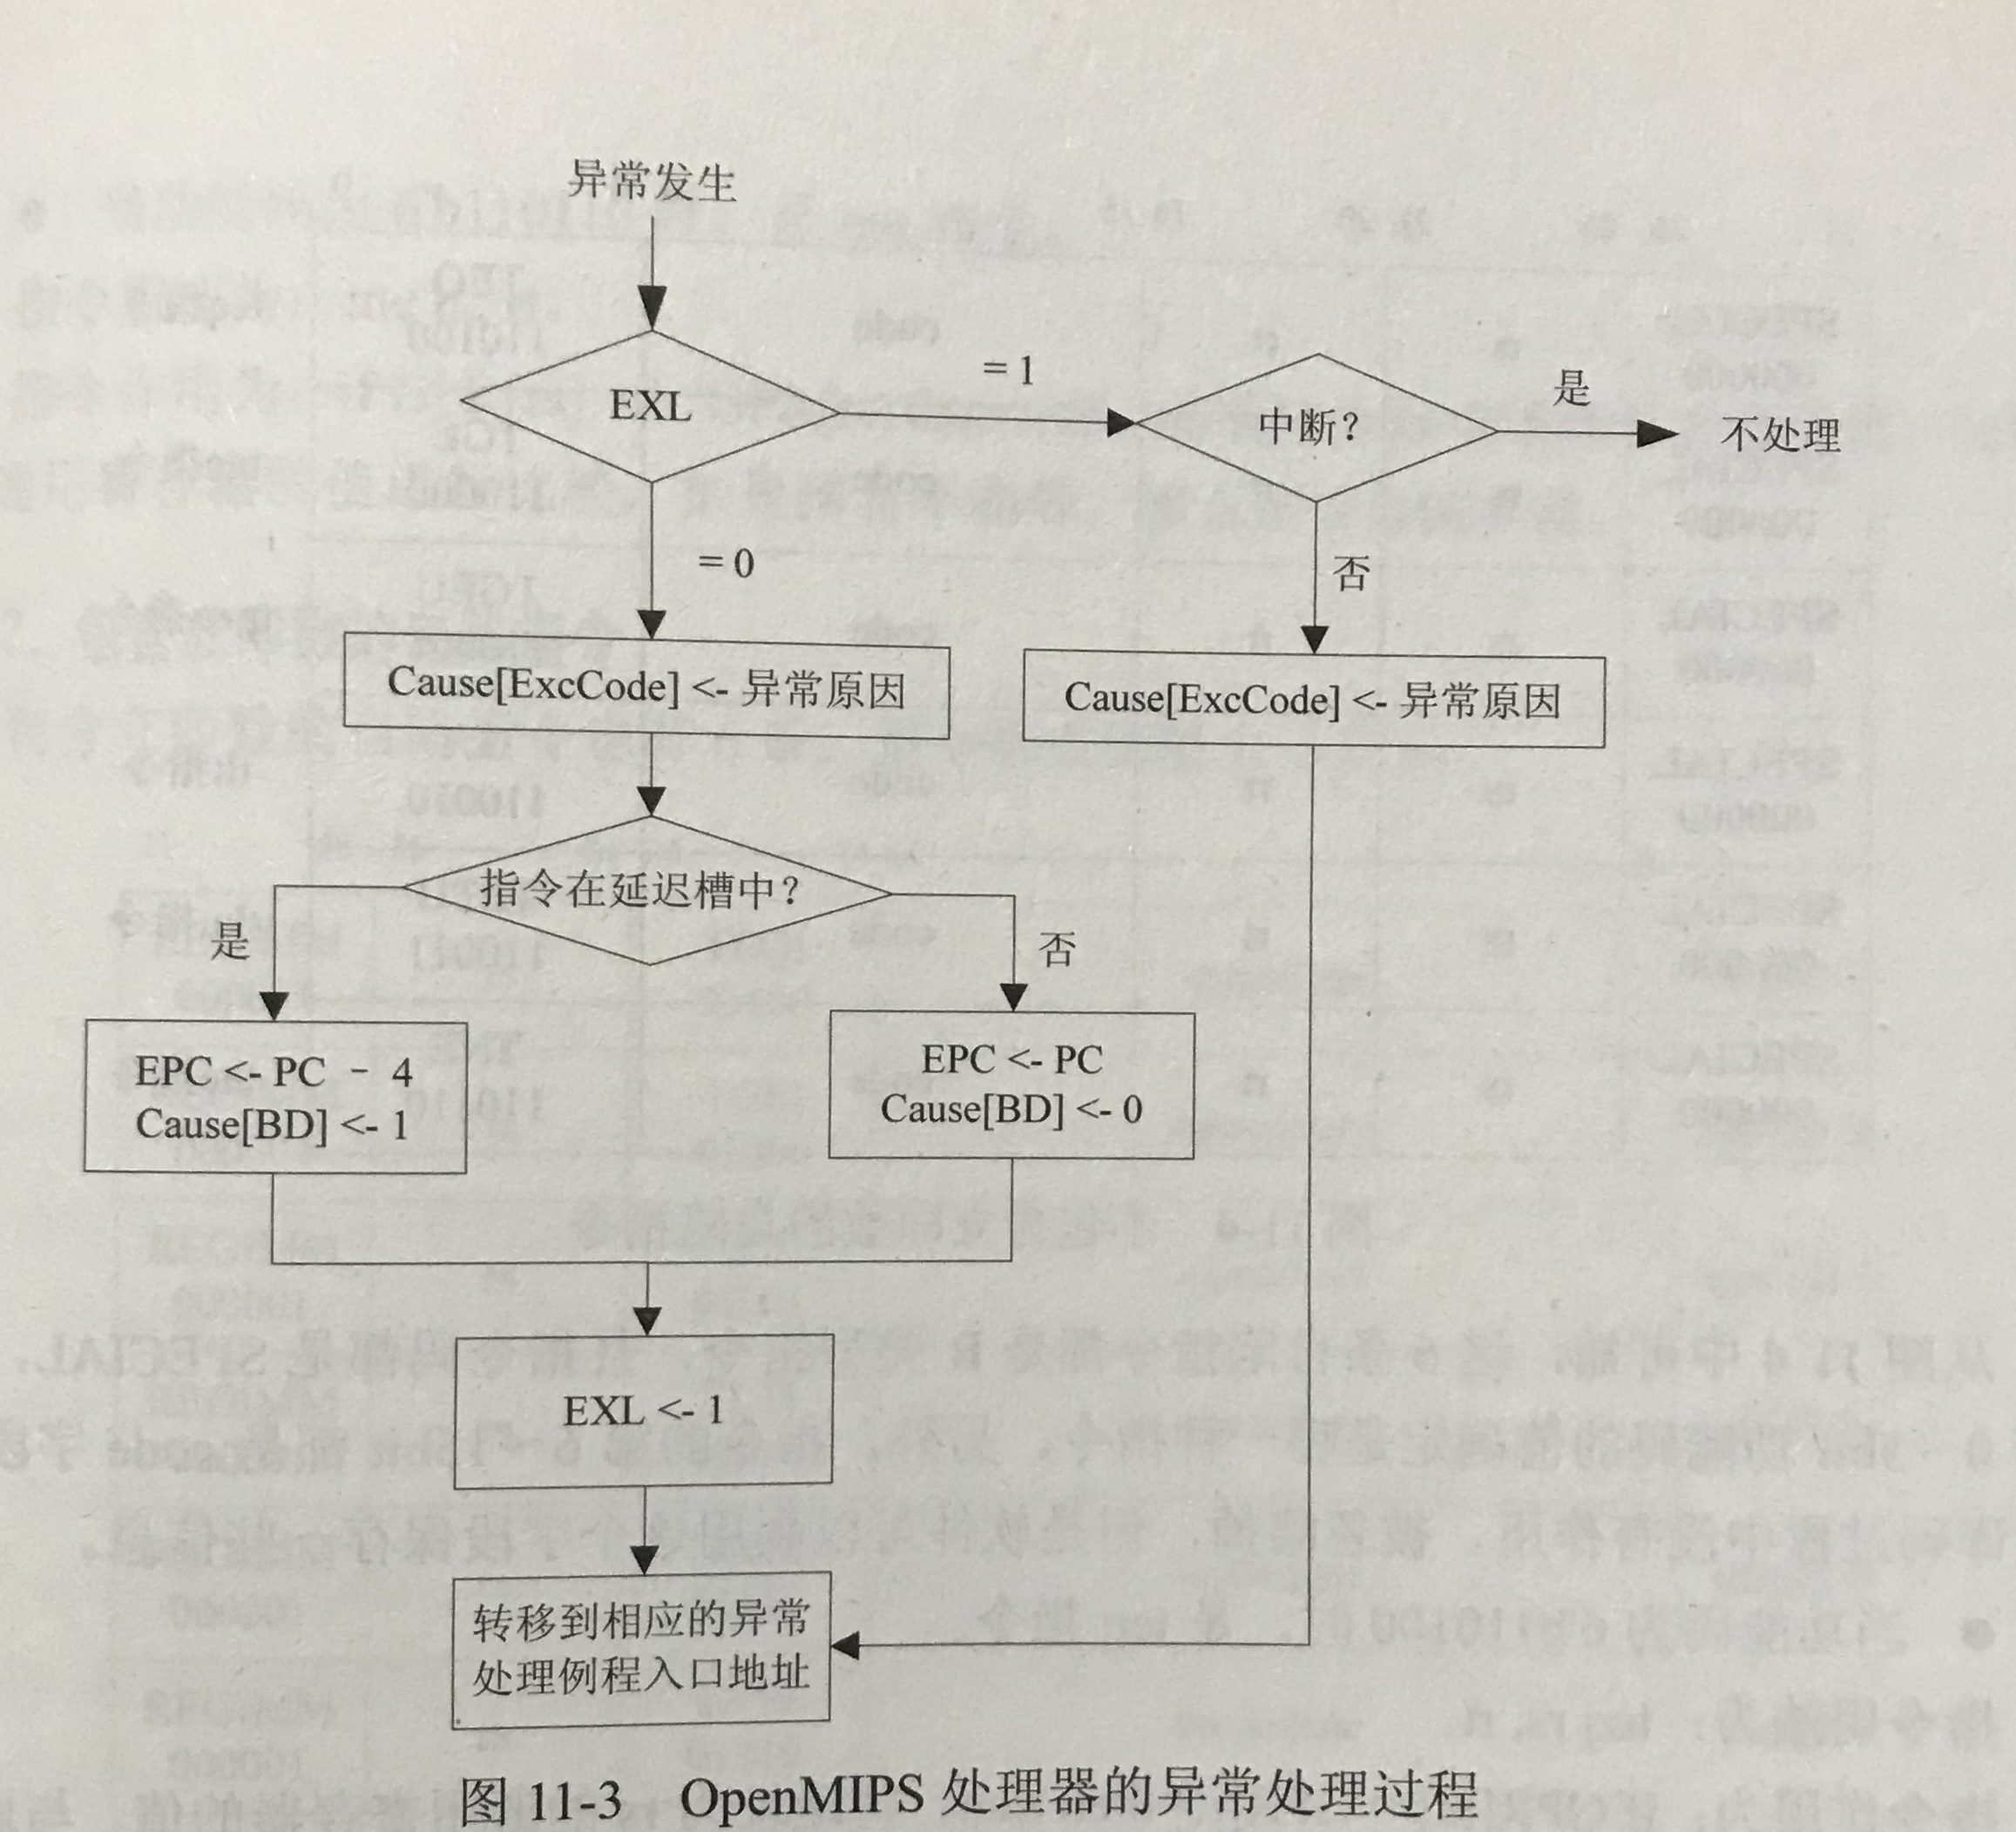 异常发生
EXL
= 1
中断？
是
不处理
= 0
否
Cause[ExcCode] <- 异常原因
Cause[ExcCode] <- 异常原因
指令在延迟槽中？
是
否
EPC <- PC - 4
Cause[BD] <- 1
EPC <- PC
Cause[BD] <- 0
EXL <- 1
转移到相应的异常
处理例程入口地址
图 11-3 OpenMIPS 处理器的异常处理过程